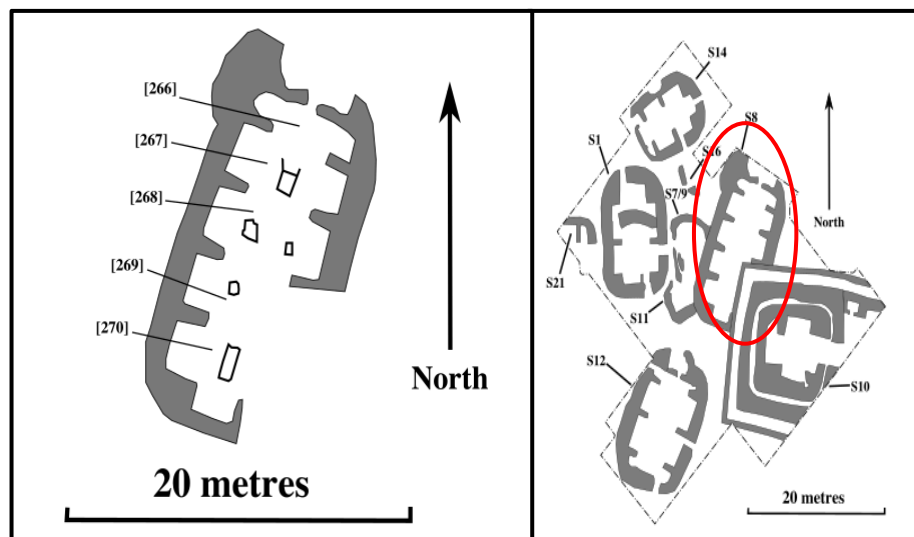 [266]
[267]
[268]
[269]
[270]
North
20 metres
S14
S8
S1
S16
S7/9
North
S21
S11
S12
S10
20 metres